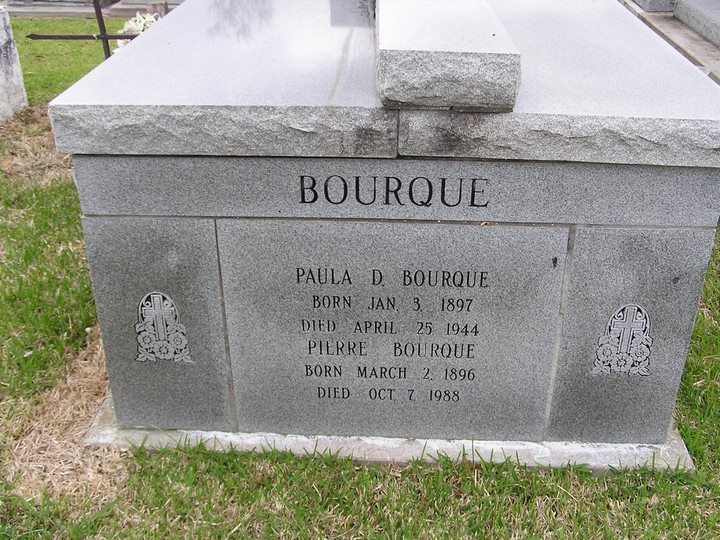 BOURQUE
PAULA D. BOURQUE
BORN JAN. 3, 1897
DIED APRIL 25, 1944
PIERRE BOURQUE
BORN MARCH 2, 1896
DIED OCT. 7, 1988